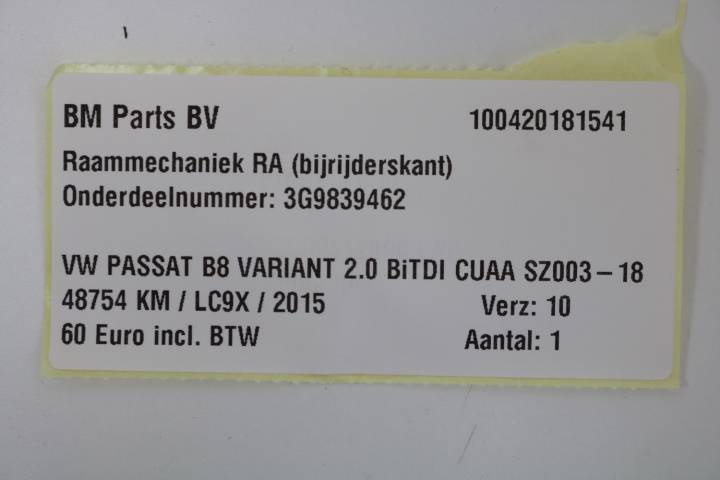 BM Parts BV 100420181541
Raammechaniek RA (bijrijderskant)
Onderdeelnummer: 3G9839462
VW PASSAT B8 VARIANT 2.0 BiTDI CUAA SZ003-18
48754 KM / LC9X / 2015 Verz: 10
60 Euro incl. BTW Aantal: 1